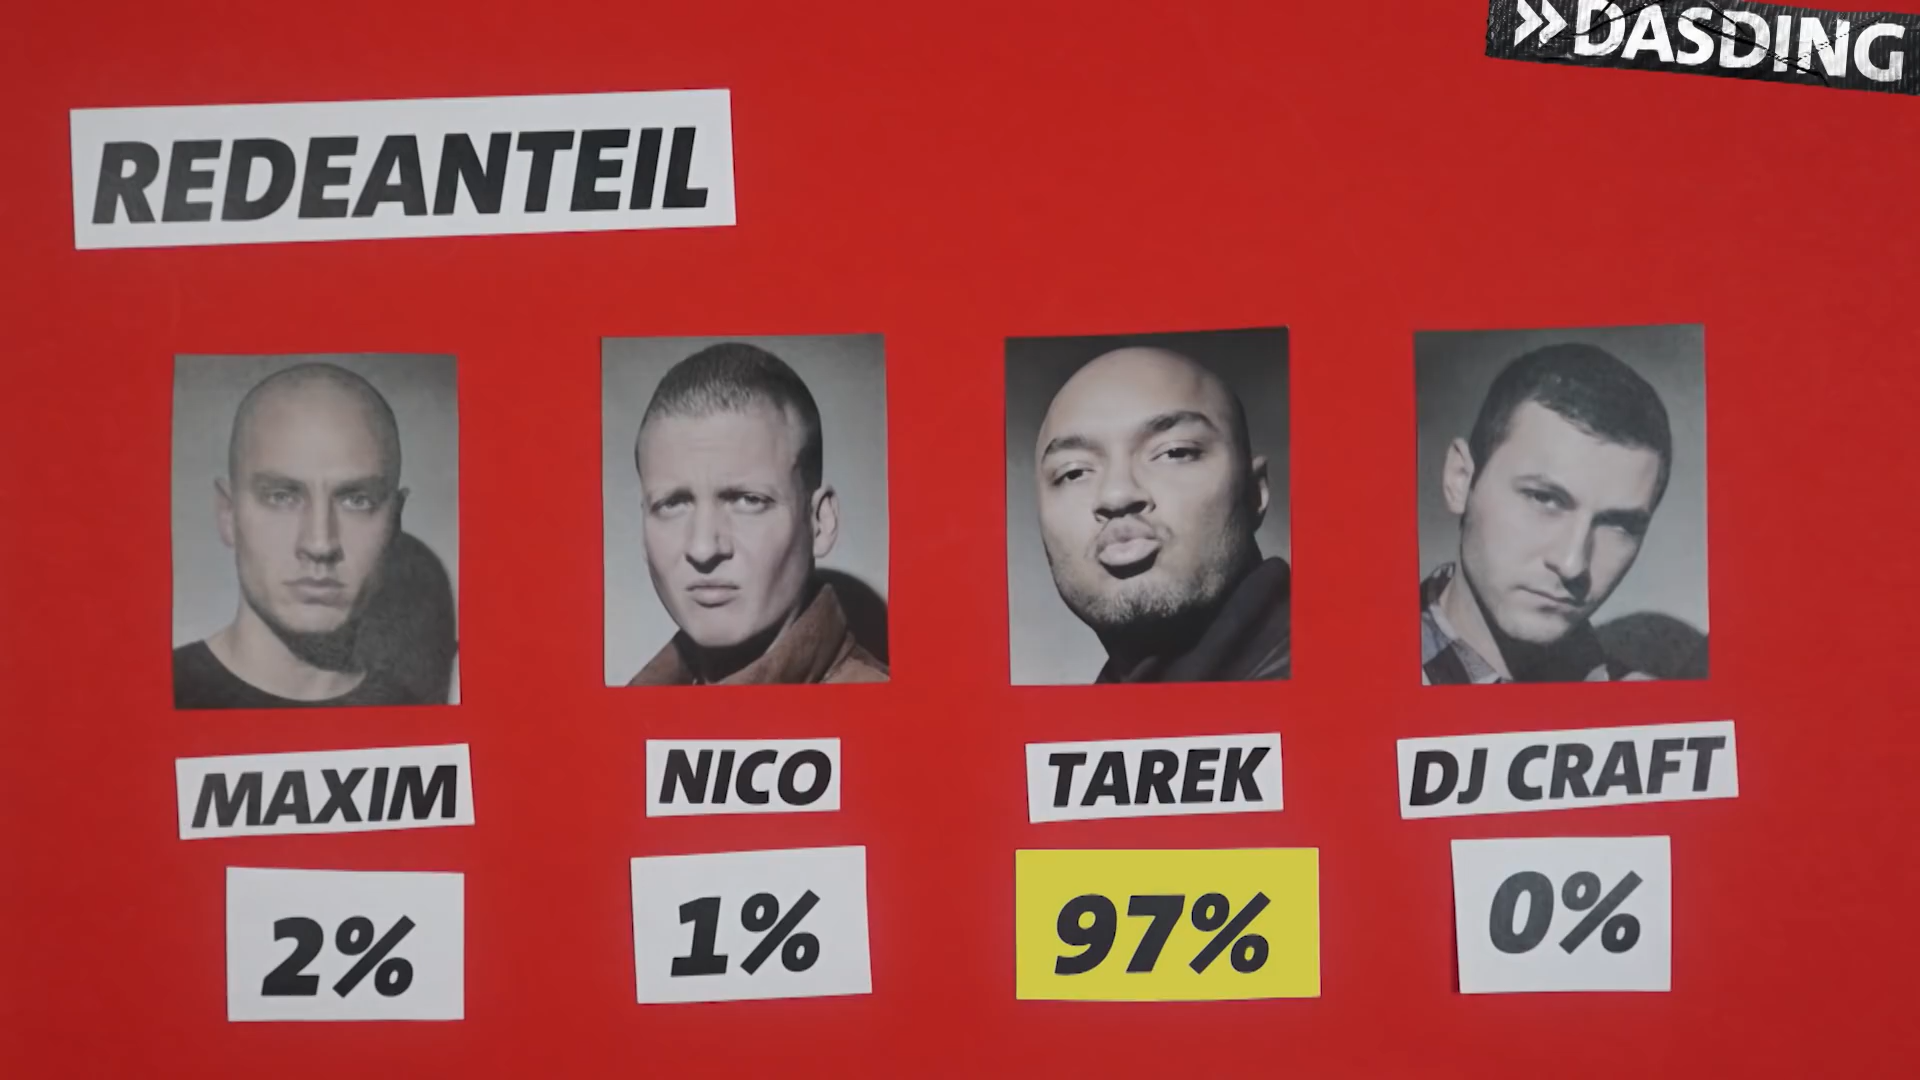 »DASDING
REDEANTEIL
MAXIM
NICO
TAREK
DJ CRAFT
2%
1%
97%
0%